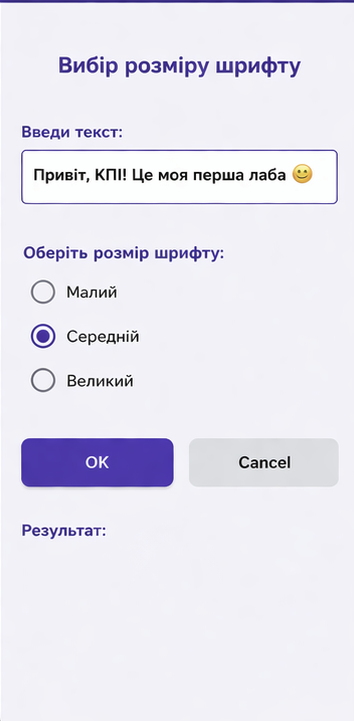 Вибір розміру шрифту
Введи текст:
Привіт, КПІ! Це моя перша лаба 🙂
Оберіть розмір шрифту:
Малий
Середній
Великий
OK
Cancel
Результат: